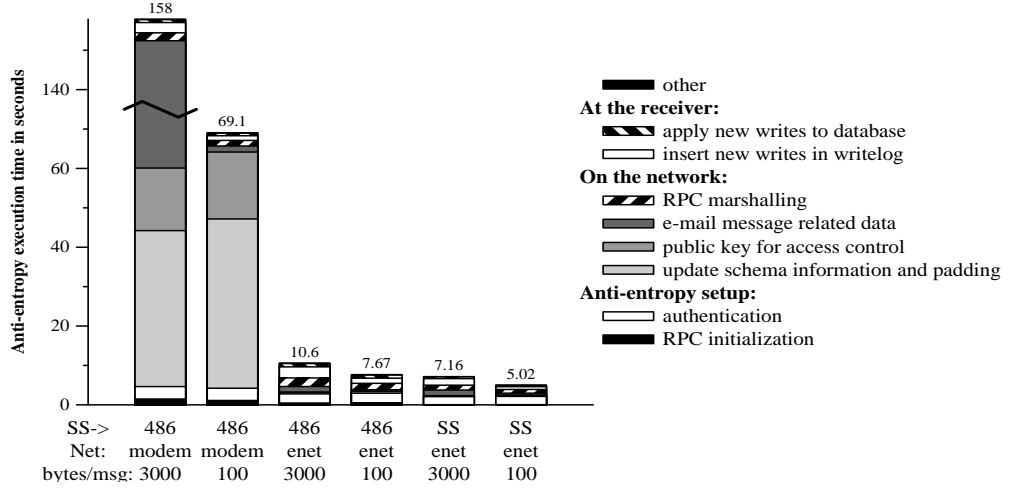 158
140
69.1
60
40
20
0
10.6
7.67
7.16
5.02
Anti-entropy execution time in seconds
SS-> 486 486 486 486 SS SS
Net: modem modem enet enet enet enet
bytes/msg: 3000 100 3000 100 3000 100
other
At the receiver:
apply new writes to database
insert new writes in writelog
On the network:
RPC marshalling
e-mail message related data
public key for access control
update schema information and padding
Anti-entropy setup:
authentication
RPC initialization